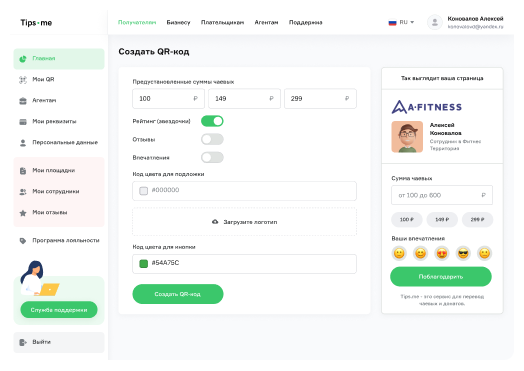 Tips·me
Получателям Бизнесу Плательщикам Агентам Поддержка
RU
Коновалов Алексей
konovalovd@yandex.ru
Главная
Мои QR
Агентам
Мои реквизиты
Персональные данные
Мои площадки
Мои сотрудники
Мои отзывы
Программа лояльности
Служба поддержки
Выйти
Создать QR-код
Предустановленные суммы чаевых
100 ₽ 149 ₽ 299 ₽
Рейтинг (звездочки)
Отзывы
Впечатления
Код цвета для подложки
#000000
Загрузите логотип
Код цвета для кнопки
#54A75C
Создать QR-код
Так выглядит ваша страница
A-FITNESS
Алексей
Коновалов
Сотрудник в Фитнес
Территория
Сумма чаевых
от 100 до 600 ₽
100 ₽ 149 ₽ 299 ₽
Ваши впечатления
Поблагодарить
Tips.me - это сервис для перевод
чаевых и донатов.